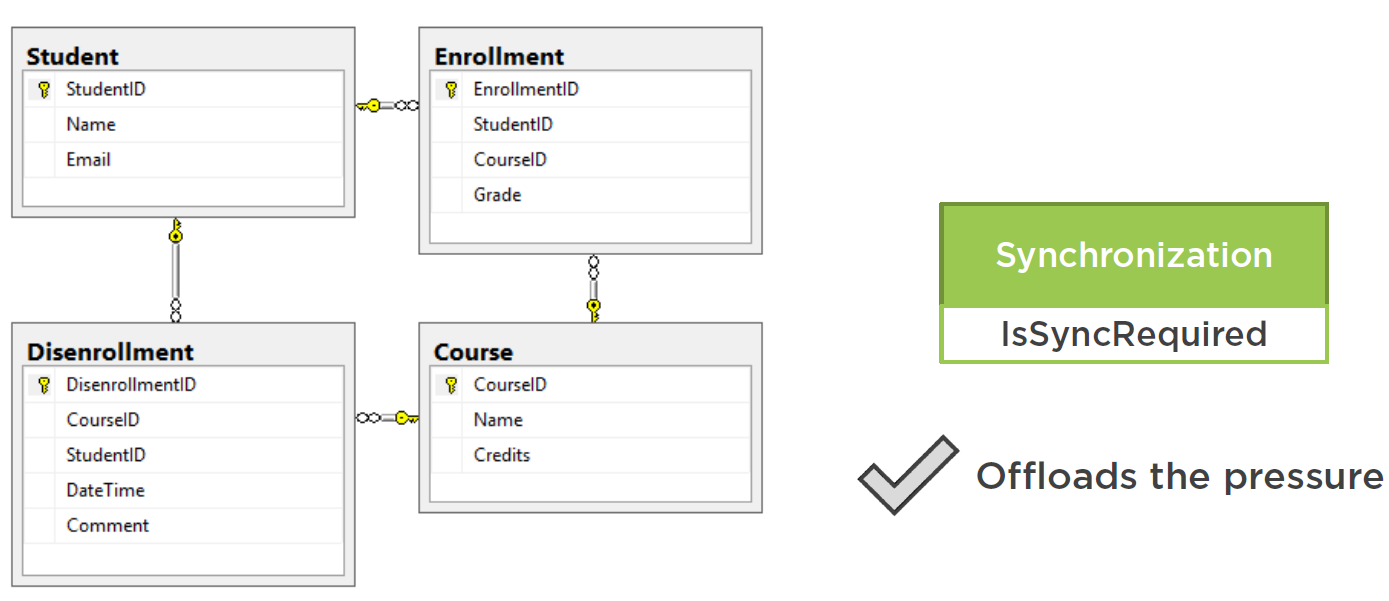 Student
StudentID
Name
Email
Enrollment
EnrollmentID
StudentID
CourseID
Grade
Disenrollment
DisenrollmentID
CourseID
StudentID
DateTime
Comment
Course
CourseID
Name
Credits
Synchronization
IsSyncRequired
Offloads the pressure